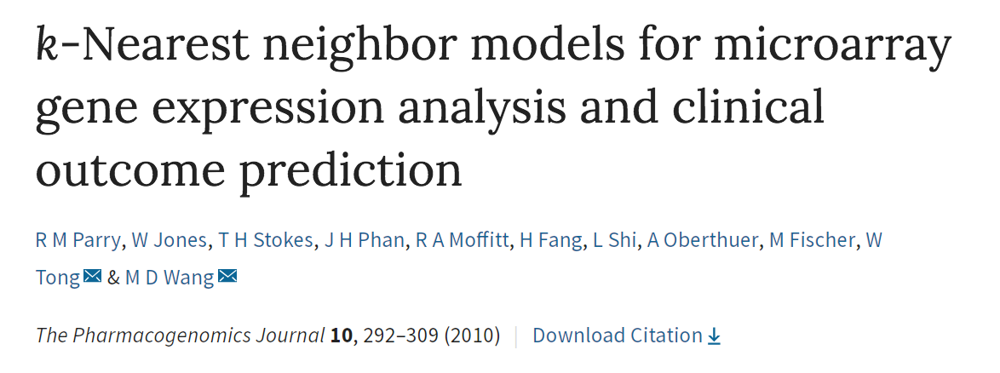 k-Nearest neighbor models for microarray
gene expression analysis and clinical
outcome prediction
R M Parry, W Jones, T H Stokes, J H Phan, R A Moffitt, H Fang, L Shi, A Oberthuer, M Fischer, W
Tong & M D Wang
The Pharmacogenomics Journal 10, 292–309 (2010) | Download Citation